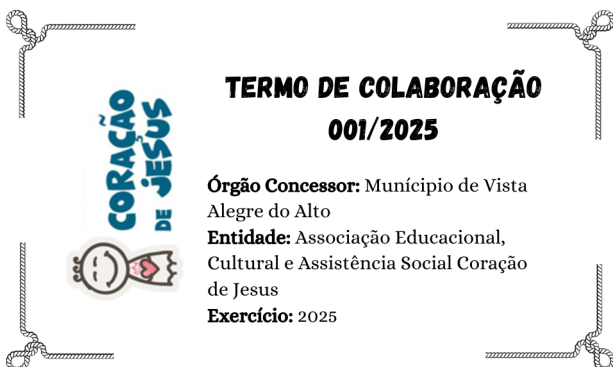 CORAÇÃO
DE JESUS
TERMO DE COLABORAÇÃO
001/2025
Órgão Concessor: Munícipio de Vista
Alegre do Alto
Entidade: Associação Educacional,
Cultural e Assistência Social Coração
de Jesus
Exercício: 2025